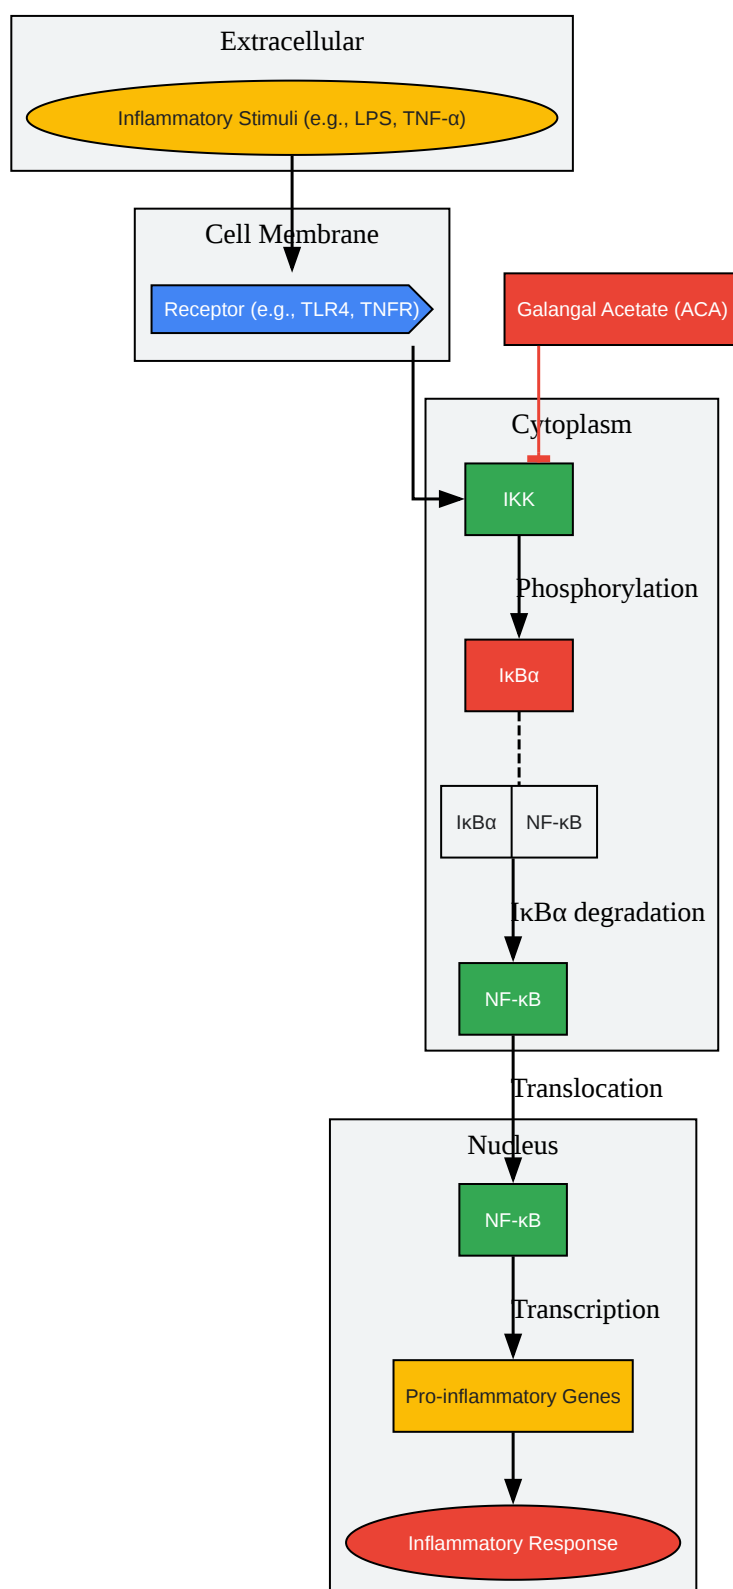 Extracellular
Inflammatory Stimuli (e.g., LPS, TNF-α)
Cell Membrane
Receptor (e.g., TLR4, TNFR)
Galangal Acetate (ACA)
Cytoplasm
IKK
Phosphorylation
IκBα
IκBα
NF-κB
IκBα degradation
NF-κB
Translocation
Nucleus
NF-κB
Transcription
Pro-inflammatory Genes
Inflammatory Response